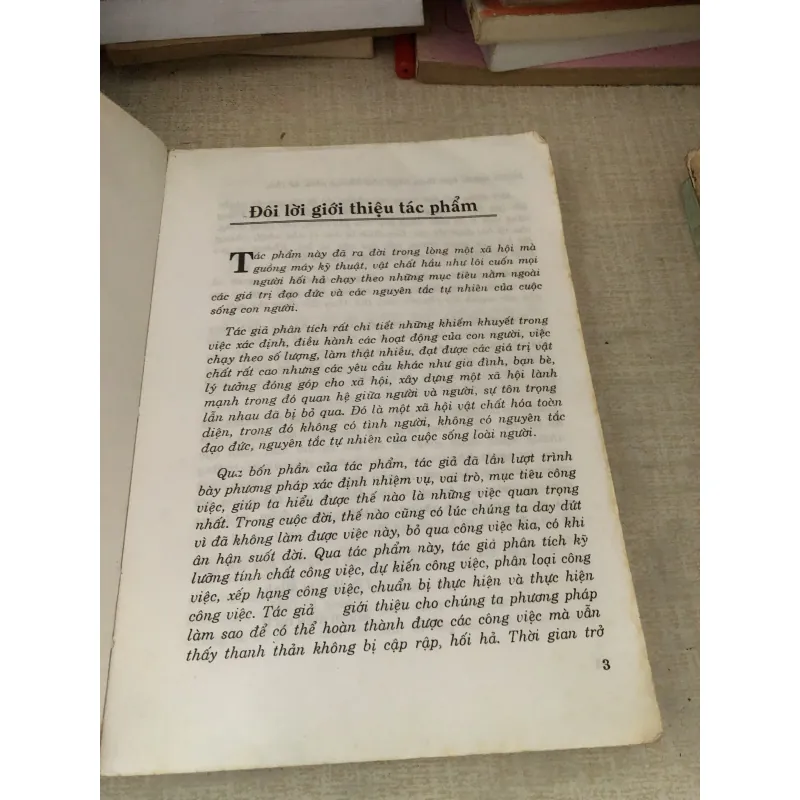 Đôi lời giới thiệu tác phẩm
Tác phẩm này đã ra đời trong lòng một xã hội mà
guồng máy kỹ thuật, vật chất hầu như lôi cuốn mọi
người hối hả chạy theo những mục tiêu nằm ngoài
các giá trị đạo đức và các nguyên tắc tự nhiên của cuộc
sống con người.
Tác giả phân tích rất chi tiết những khiếm khuyết trong
việc xác định, điều hành các hoạt động của con người, việc
chạy theo số lượng, làm thật nhiều, đạt được các giá trị vật
chất rất cao nhưng các yêu cầu khác như gia đình, bạn bè,
lý tưởng đóng góp cho xã hội, xây dựng một xã hội lành
mạnh trong đó quan hệ giữa người và người, sự tôn trọng
lẫn nhau đã bị bỏ qua. Đó là một xã hội vật chất hóa toàn
diện, trong đó không có tình người, không có nguyên tắc
đạo đức, nguyên tắc tự nhiên của cuộc sống loài người.
Qua bốn phần của tác phẩm, tác giả đã lần lượt trình
bày phương pháp xác định nhiệm vụ, vai trò, mục tiêu công
việc, giúp ta hiểu được thế nào là những việc quan trọng
nhất. Trong cuộc đời, thế nào cũng có lúc chúng ta day dứt
vì đã không làm được việc này, bỏ qua công việc kia, có khi
ân hận suốt đời. Qua tác phẩm này, tác giả phân tích kỹ
lưỡng tính chất công việc, dự kiến công việc, phân loại công
việc, xếp hạng công việc, chuẩn bị thực hiện và thực hiện
công việc. Tác giả giới thiệu cho chúng ta phương pháp
làm sao để có thể hoàn thành được các công việc mà vẫn
thấy thanh thản không bị cập rập, hối hả. Thời gian trở
3